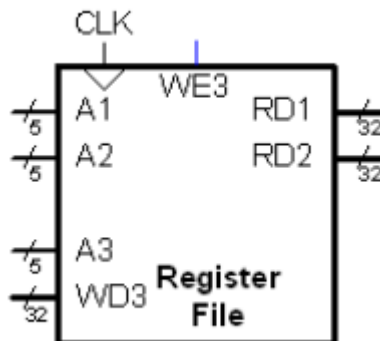 CLK
WE3
A1 RD1
5 32
A2 RD2
5 32
A3
5
WD3
32
Register
File